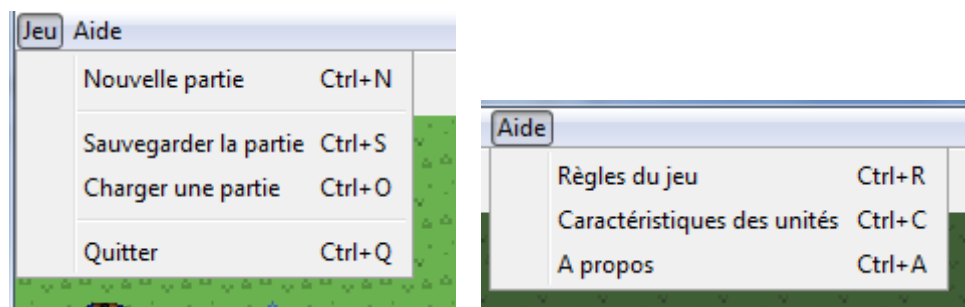 Jeu Aide
Nouvelle partie Ctrl+N
Sauvegarder la partie Ctrl+S
Charger une partie Ctrl+O
Quitter Ctrl+Q
Aide
Règles du jeu Ctrl+R
Caractéristiques des unités Ctrl+C
A propos Ctrl+A